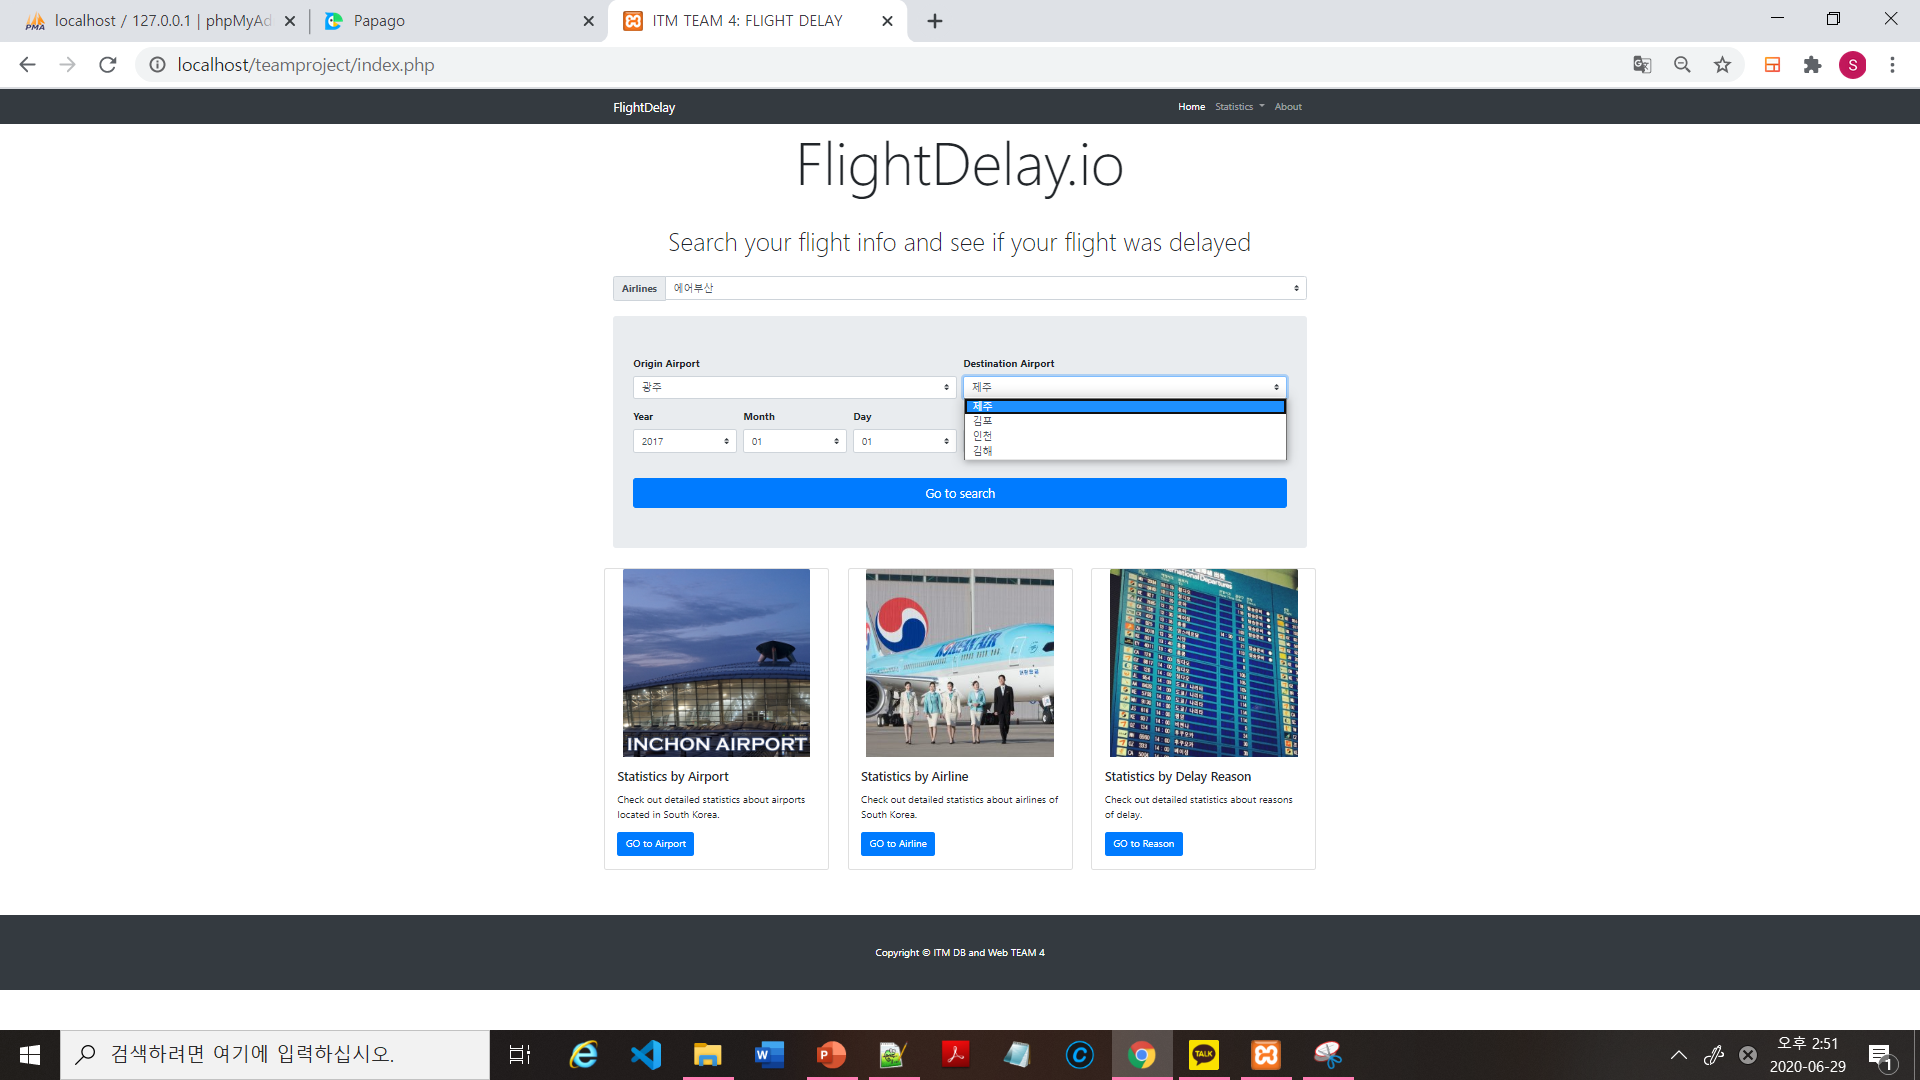 localhost / 127.0.0.1 | phpMyAd
Papago
ITM TEAM 4: FLIGHT DELAY
localhost/teamproject/index.php
S
FlightDelay
Home
Statistics
About
FlightDelay.io
Search your flight info and see if your flight was delayed
Airlines
에어부산
Origin Airport
Destination Airport
광주
제주
제주
김포
인천
김해
Year
Month
Day
2017
01
01
Go to search
INCHON AIRPORT
KOREAN AIR
International Departures
Statistics by Airport
Check out detailed statistics about airports
located in South Korea.
GO to Airport
Statistics by Airline
Check out detailed statistics about airlines of
South Korea.
GO to Airline
Statistics by Delay Reason
Check out detailed statistics about reasons
of delay.
GO to Reason
Copyright © ITM DB and Web TEAM 4
검색하려면 여기에 입력하십시오.
TALK
오후 2:51
2020-06-29
1